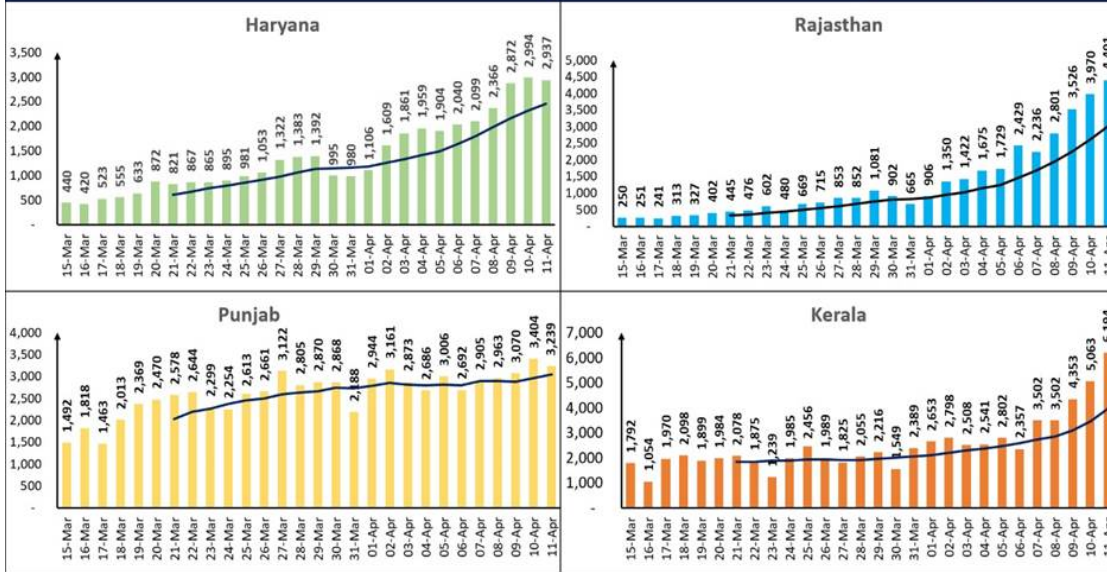 Haryana
3,500
3,000
2,500
2,000
1,500
1,000
500
-
440
420
523
555
633
872
821
867
865
895
981
1,053
1,322
1,383
1,392
995
980
1,106
1,609
1,861
1,959
1,904
2,040
2,099
2,366
2,872
2,994
2,937
15-Mar
16-Mar
17-Mar
18-Mar
19-Mar
20-Mar
21-Mar
22-Mar
23-Mar
24-Mar
25-Mar
26-Mar
27-Mar
28-Mar
29-Mar
30-Mar
31-Mar
01-Apr
02-Apr
03-Apr
04-Apr
05-Apr
06-Apr
07-Apr
08-Apr
09-Apr
10-Apr
11-Apr
Rajasthan
5,000
4,500
4,000
3,500
3,000
2,500
2,000
1,500
1,000
500
-
250
251
241
313
327
402
445
476
602
480
669
715
853
852
1,081
902
665
906
1,350
1,422
1,675
1,729
2,429
2,236
2,801
3,526
3,970
4,401
15-Mar
16-Mar
17-Mar
18-Mar
19-Mar
20-Mar
21-Mar
22-Mar
23-Mar
24-Mar
25-Mar
26-Mar
27-Mar
28-Mar
29-Mar
30-Mar
31-Mar
01-Apr
02-Apr
03-Apr
04-Apr
05-Apr
06-Apr
07-Apr
08-Apr
09-Apr
10-Apr
11-Apr
Punjab
4,000
3,500
3,000
2,500
2,000
1,500
1,000
500
-
1,492
1,818
1,463
2,013
2,369
2,470
2,578
2,644
2,299
2,254
2,613
2,661
3,122
2,805
2,870
2,868
2,188
2,944
3,161
2,873
2,686
3,006
2,692
2,905
2,963
3,070
3,404
3,239
15-Mar
16-Mar
17-Mar
18-Mar
19-Mar
20-Mar
21-Mar
22-Mar
23-Mar
24-Mar
25-Mar
26-Mar
27-Mar
28-Mar
29-Mar
30-Mar
31-Mar
01-Apr
02-Apr
03-Apr
04-Apr
05-Apr
06-Apr
07-Apr
08-Apr
09-Apr
10-Apr
11-Apr
Kerala
7,000
6,000
5,000
4,000
3,000
2,000
1,000
-
1,792
1,054
1,970
2,098
1,899
1,984
2,078
1,875
1,239
1,985
2,456
1,989
1,825
2,055
2,216
1,549
2,389
2,653
2,798
2,508
2,541
2,802
2,357
3,502
3,502
4,353
5,063
6,194
15-Mar
16-Mar
17-Mar
18-Mar
19-Mar
20-Mar
21-Mar
22-Mar
23-Mar
24-Mar
25-Mar
26-Mar
27-Mar
28-Mar
29-Mar
30-Mar
31-Mar
01-Apr
02-Apr
03-Apr
04-Apr
05-Apr
06-Apr
07-Apr
08-Apr
09-Apr
10-Apr
11-Apr